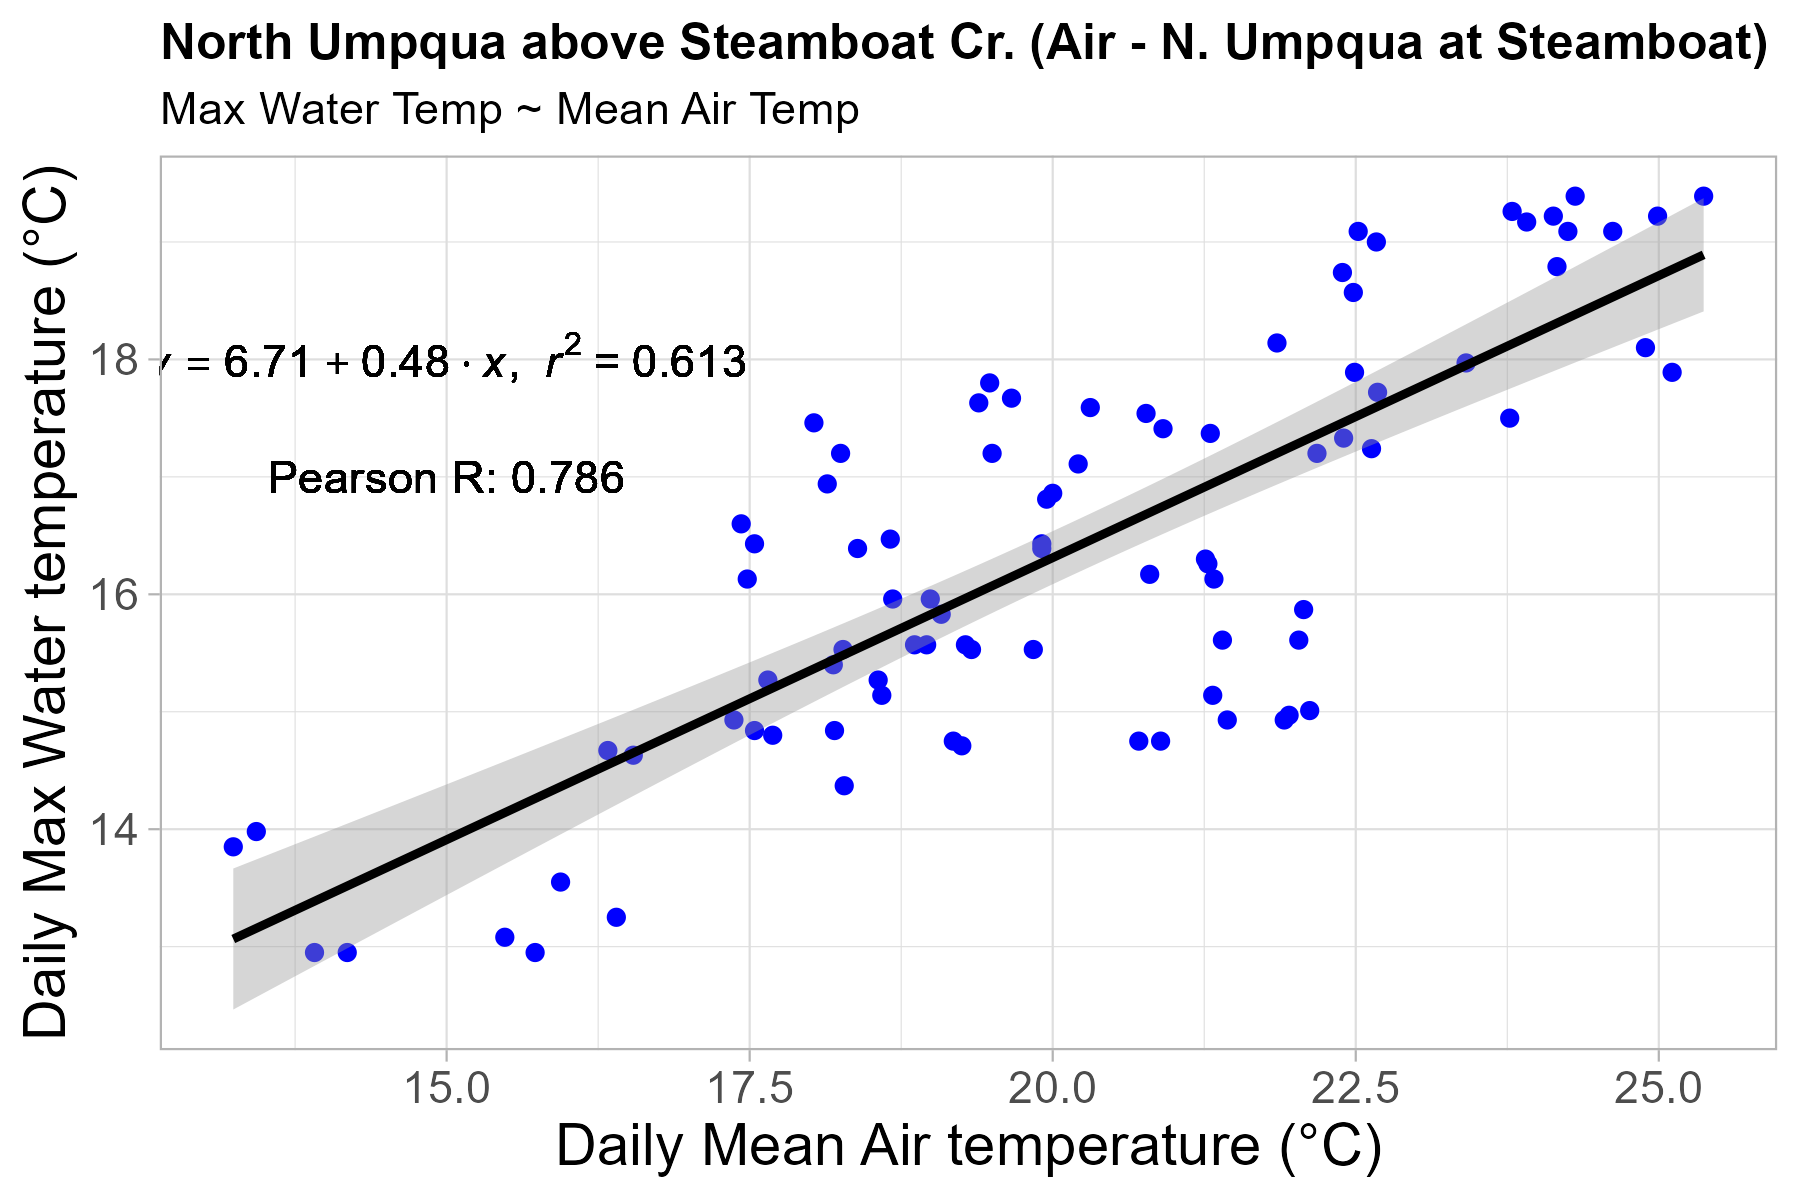 North Umpqua above Steamboat Cr. (Air - N. Umpqua at Steamboat)
Max Water Temp ~ Mean Air Temp
Daily Max Water temperature (°C)
18
16
14
y = 6.71 + 0.48 · x, r² = 0.613
Pearson R: 0.786
15.0 17.5 20.0 22.5 25.0
Daily Mean Air temperature (°C)